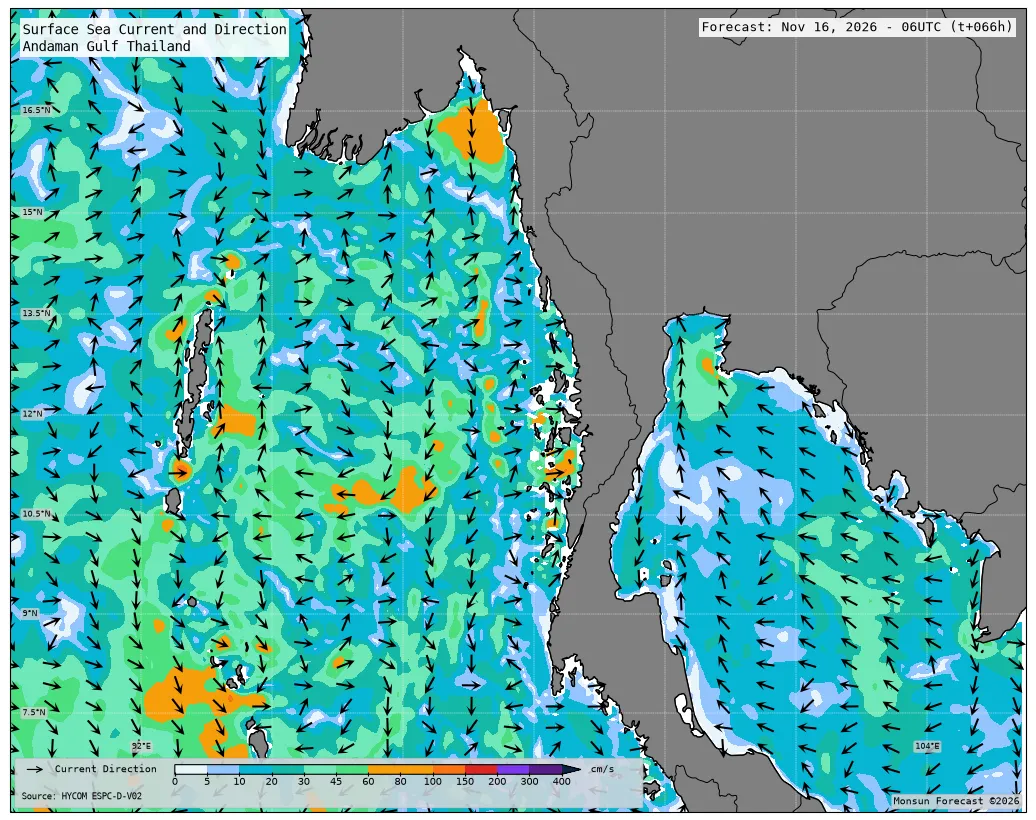 Surface Sea Current and Direction
Andaman Gulf Thailand
Forecast: Nov 16, 2026 - 06UTC (t+066h)
16.5°N
15°N
13.5°N
12°N
10.5°N
9°N
7.5°N
92°E
104°E
Current Direction
0 5 10 20 30 45 60 80 100 150 200 300 400 cm/s
Source: HYCOM ESPC-D-V02
Monsun Forecast ©2026